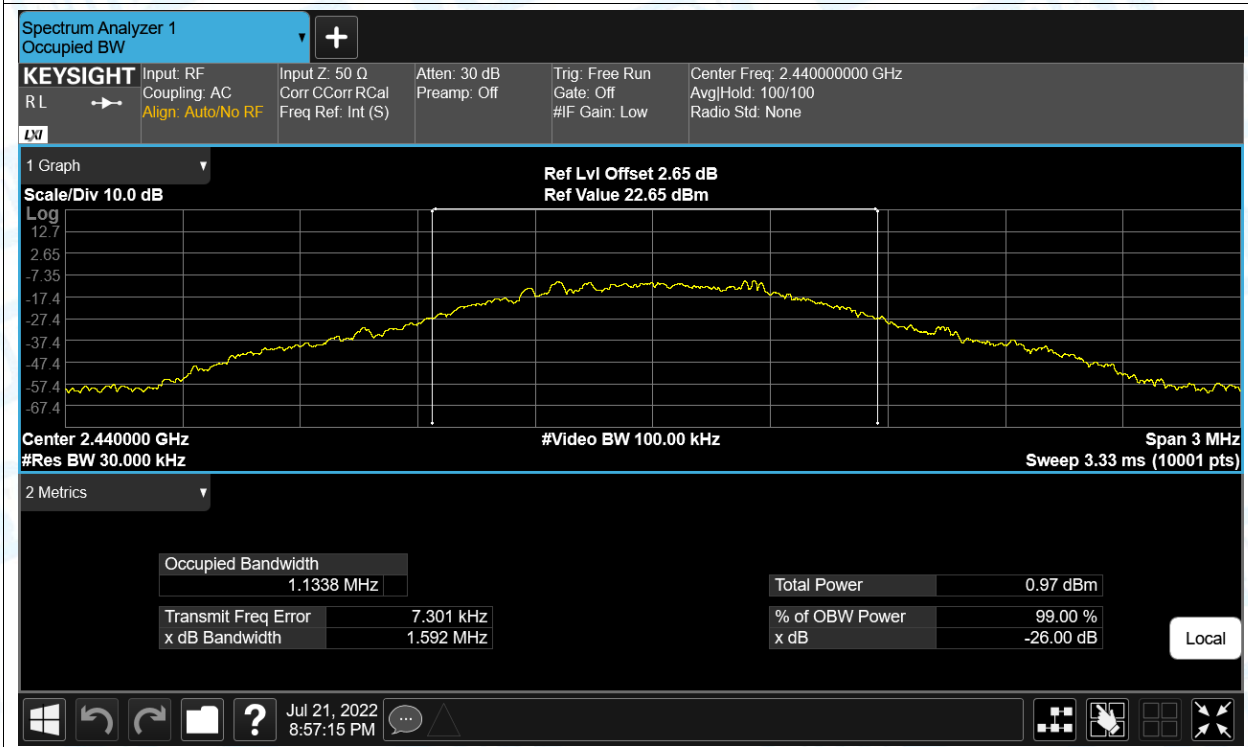 Spectrum Analyzer 1
Occupied BW
KEYSIGHT
R L
LXI
Input: RF
Coupling: AC
Align: Auto/No RF
Input Z: 50 Ω
Corr CCorr RCal
Freq Ref: Int (S)
Atten: 30 dB
Preamp: Off
Trig: Free Run
Gate: Off
#IF Gain: Low
Center Freq: 2.440000000 GHz
Avg|Hold: 100/100
Radio Std: None
1 Graph
Scale/Div 10.0 dB
Ref Lvl Offset 2.65 dB
Ref Value 22.65 dBm
Log
12.7
2.65
-7.35
-17.4
-27.4
-37.4
-47.4
-57.4
-67.4
Center 2.440000 GHz
#Video BW 100.00 kHz
Span 3 MHz
#Res BW 30.000 kHz
Sweep 3.33 ms (10001 pts)
2 Metrics
Occupied Bandwidth
1.1338 MHz
Total Power 0.97 dBm
Transmit Freq Error 7.301 kHz
% of OBW Power 99.00 %
x dB Bandwidth 1.592 MHz
x dB -26.00 dB
Local
?
Jul 21, 2022
8:57:15 PM